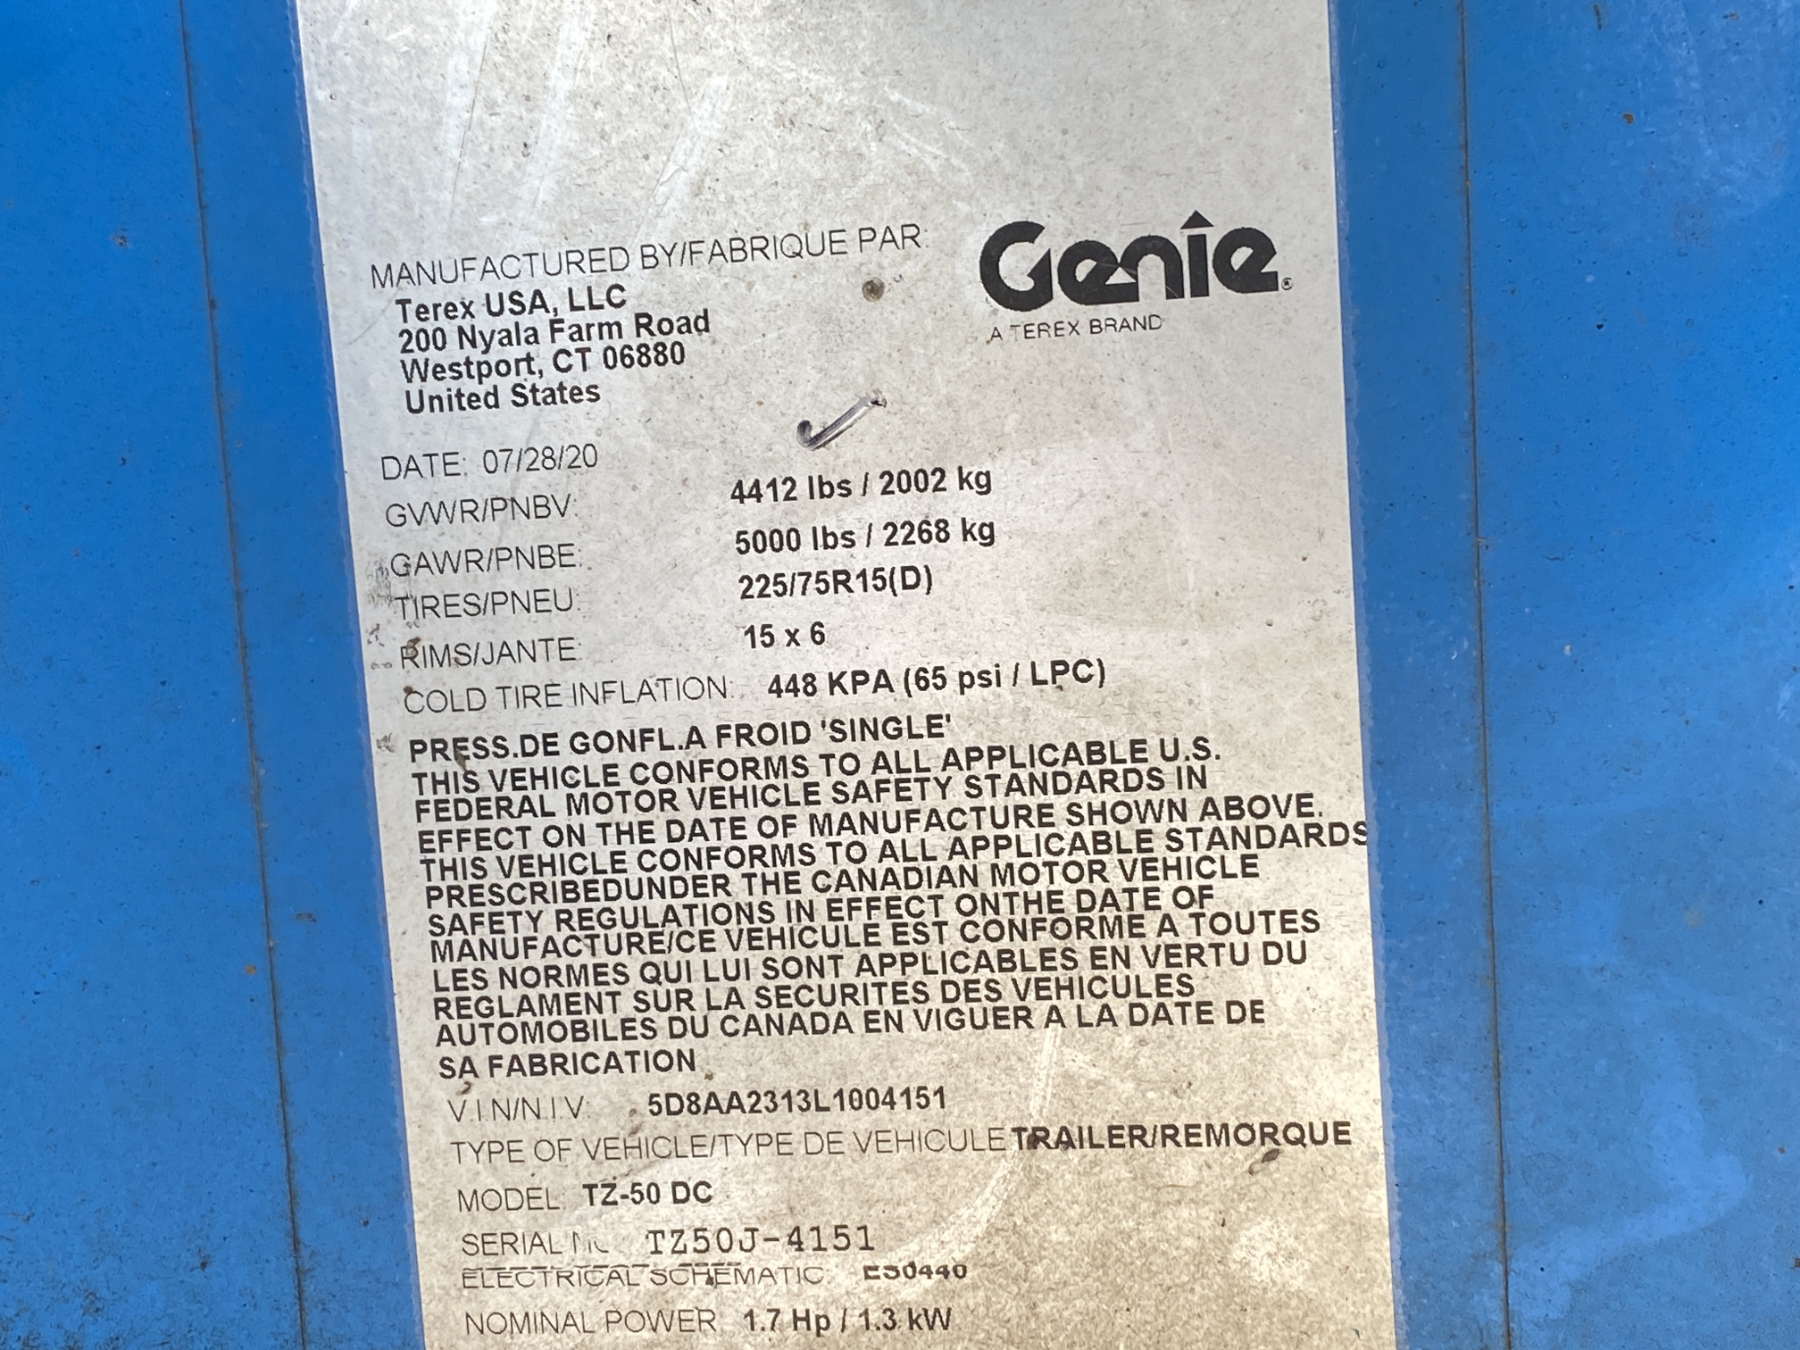 MANUFACTURED BY/FABRIQUE PAR:
Genie®
A TEREX BRAND
Terex USA, LLC
200 Nyala Farm Road
Westport, CT 06880
United States
DATE: 07/28/20
GVWR/PNBV: 4412 lbs / 2002 kg
GAWR/PNBE: 5000 lbs / 2268 kg
TIRES/PNEU: 225/75R15(D)
RIMS/JANTE: 15 x 6
COLD TIRE INFLATION: 448 KPA (65 psi / LPC)
PRESS.DE GONFL.A FROID 'SINGLE'
THIS VEHICLE CONFORMS TO ALL APPLICABLE U.S.
FEDERAL MOTOR VEHICLE SAFETY STANDARDS IN
EFFECT ON THE DATE OF MANUFACTURE SHOWN ABOVE.
THIS VEHICLE CONFORMS TO ALL APPLICABLE STANDARDS
PRESCRIBEDUNDER THE CANADIAN MOTOR VEHICLE
SAFETY REGULATIONS IN EFFECT ONTHE DATE OF
MANUFACTURE/CE VEHICULE EST CONFORME A TOUTES
LES NORMES QUI LUI SONT APPLICABLES EN VERTU DU
REGLAMENT SUR LA SECURITES DES VEHICULES
AUTOMOBILES DU CANADA EN VIGUER A LA DATE DE
SA FABRICATION
V.I.N/N.I.V: 5D8AA2313L1004151
TYPE OF VEHICLE/TYPE DE VEHICULE TRAILER/REMORQUE
MODEL: TZ-50 DC
SERIAL TZ50J-4151
ELECTRICAL SCHEMATIC:
NOMINAL POWER 1.7 Hp / 1.3 kW